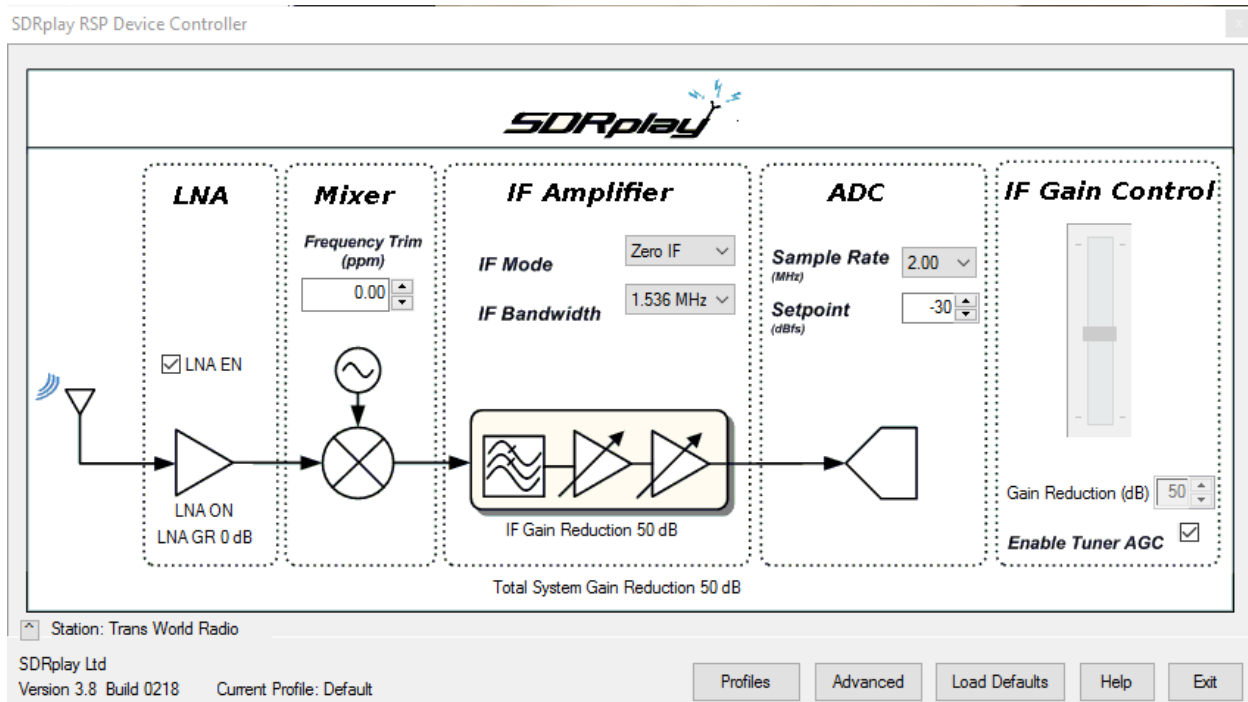 SDRplay RSP Device Controller
x
SDRplay
LNA
LNA EN
LNA ON
LNA GR 0 dB
Mixer
Frequency Trim
(ppm)
0.00
IF Amplifier
IF Mode
Zero IF
IF Bandwidth
1.536 MHz
IF Gain Reduction 50 dB
ADC
Sample Rate
(MHz)
2.00
Setpoint
(dBfs)
-30
IF Gain Control
Gain Reduction (dB) 50
Enable Tuner AGC
Total System Gain Reduction 50 dB
Station: Trans World Radio
SDRplay Ltd
Version 3.8 Build 0218 Current Profile: Default
Profiles Advanced Load Defaults Help Exit